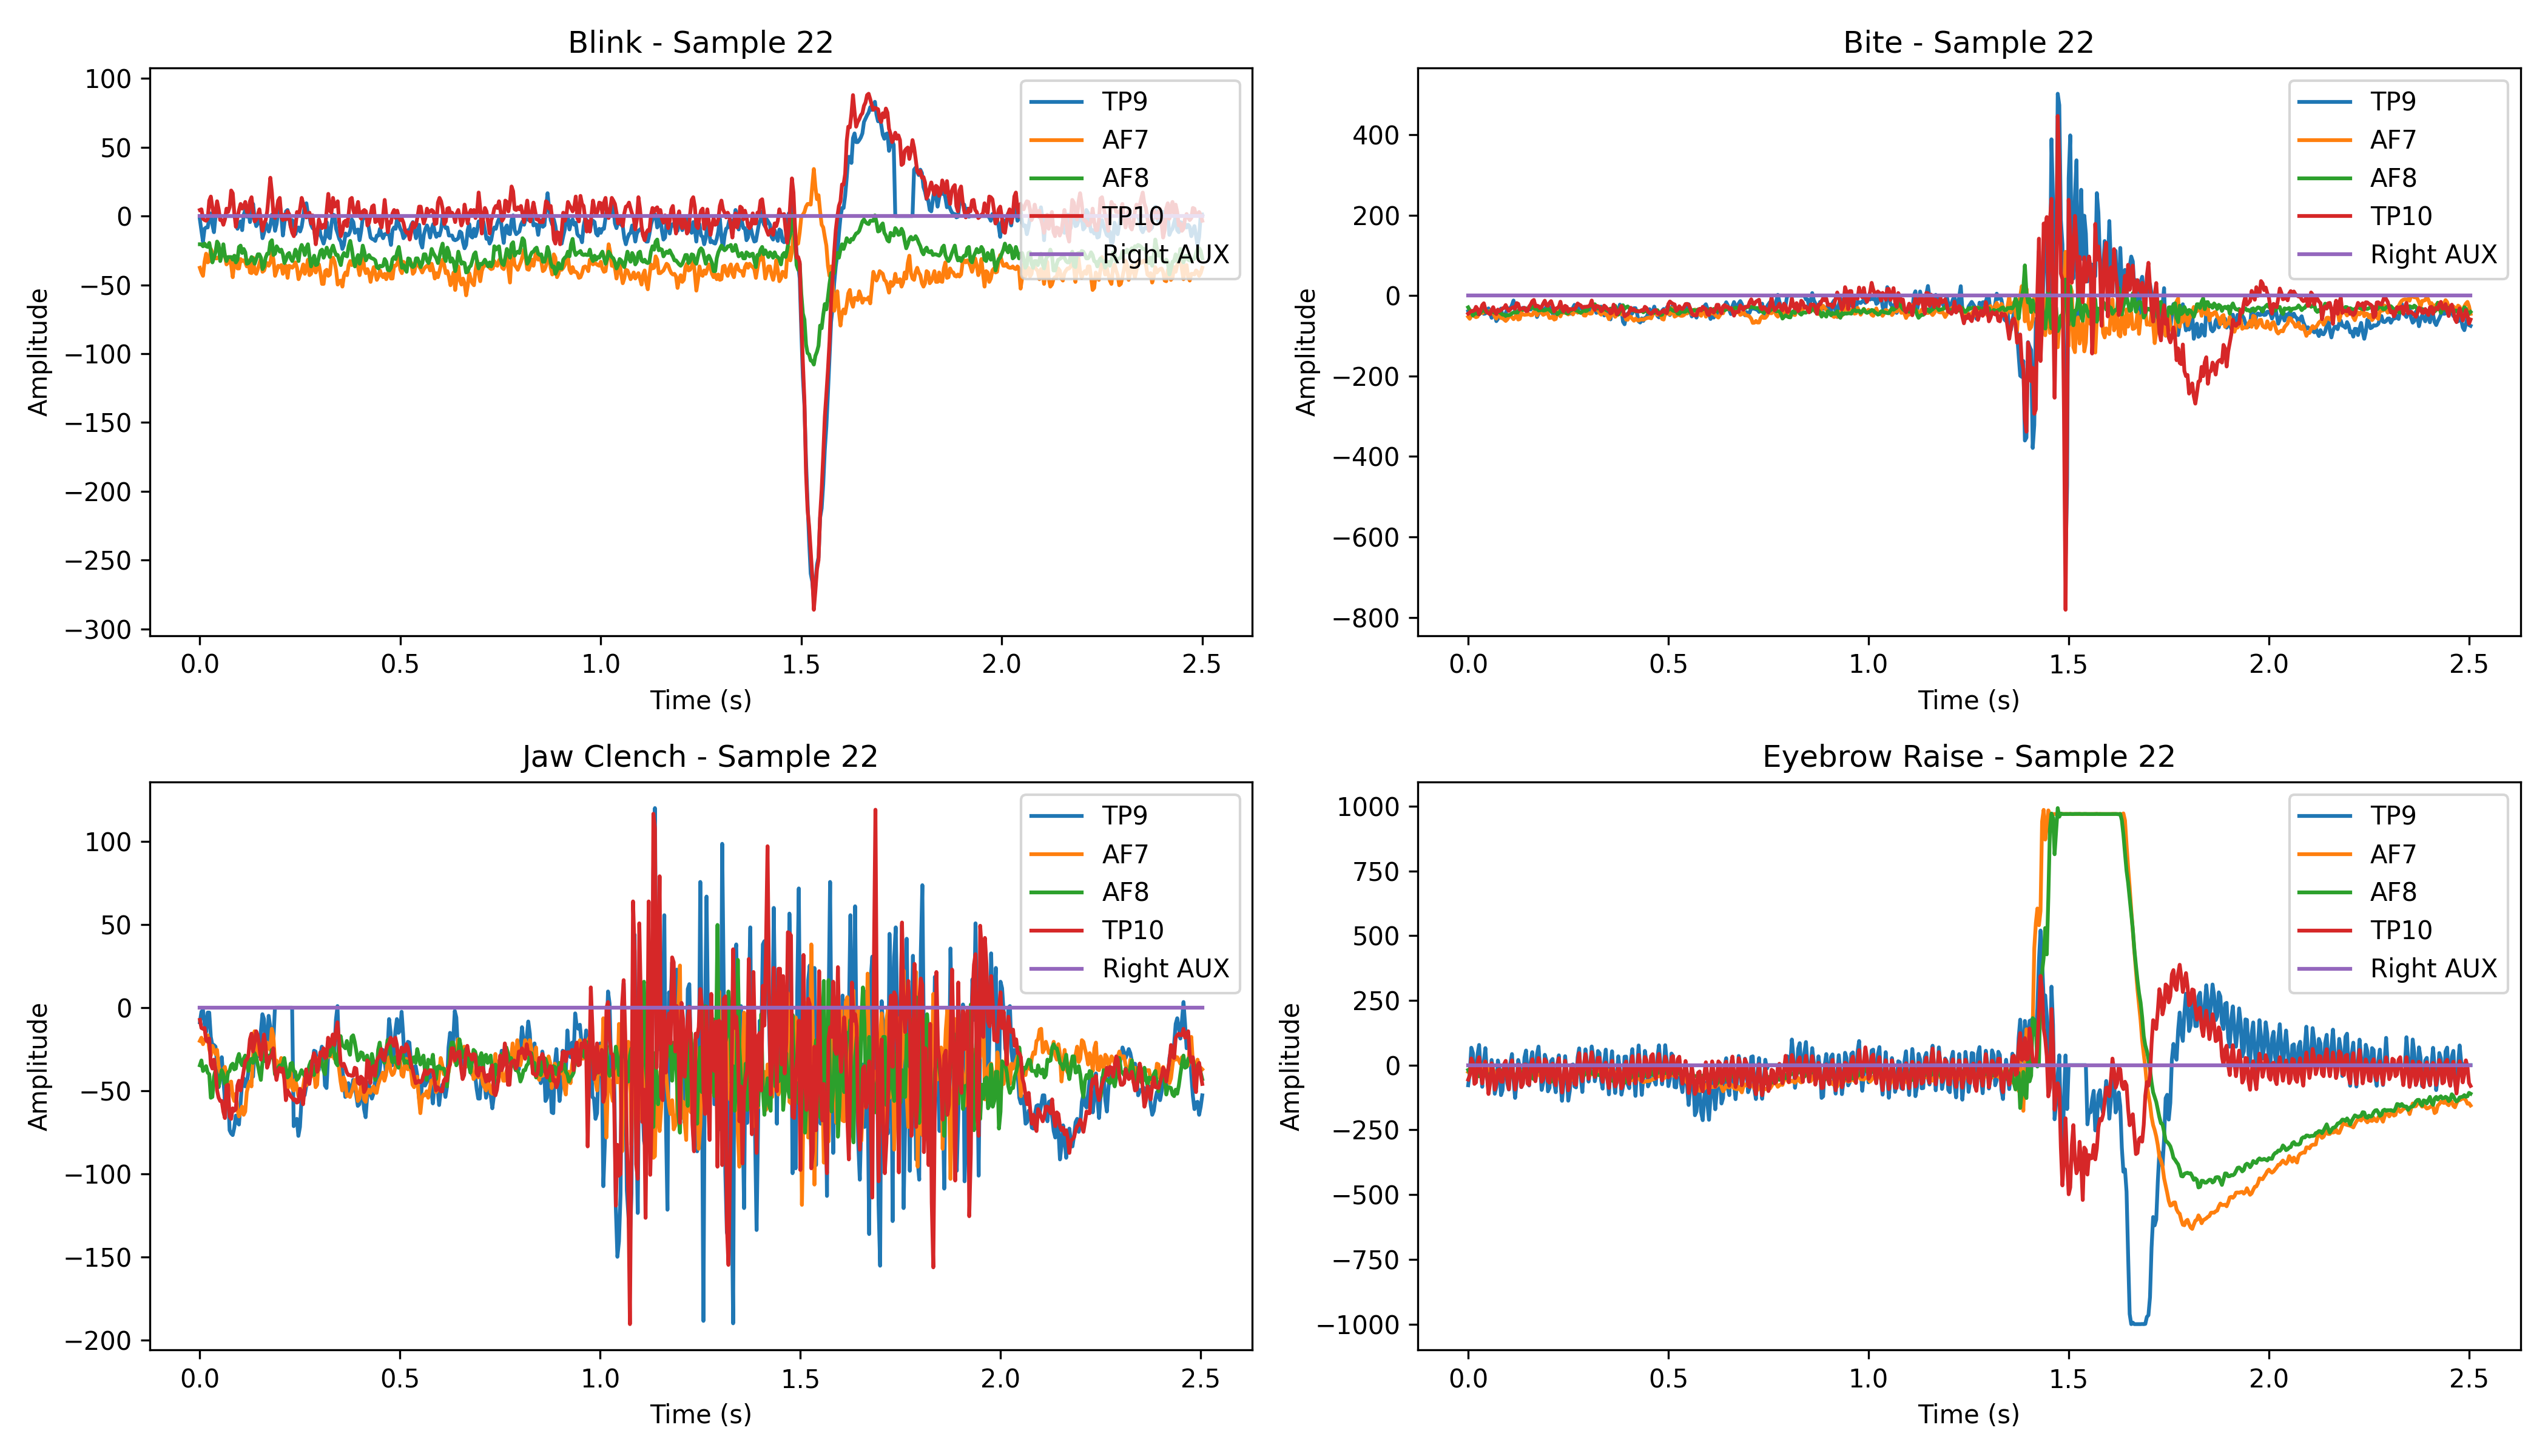 Blink - Sample 22
100
50
0
−50
−100
−150
−200
−250
−300
Amplitude
0.0 0.5 1.0 1.5 2.0 2.5
Time (s)
TP9
AF7
AF8
TP10
Right AUX
Bite - Sample 22
400
200
0
−200
−400
−600
−800
Amplitude
0.0 0.5 1.0 1.5 2.0 2.5
Time (s)
TP9
AF7
AF8
TP10
Right AUX
Jaw Clench - Sample 22
100
50
0
−50
−100
−150
−200
Amplitude
0.0 0.5 1.0 1.5 2.0 2.5
Time (s)
TP9
AF7
AF8
TP10
Right AUX
Eyebrow Raise - Sample 22
1000
750
500
250
0
−250
−500
−750
−1000
Amplitude
0.0 0.5 1.0 1.5 2.0 2.5
Time (s)
TP9
AF7
AF8
TP10
Right AUX